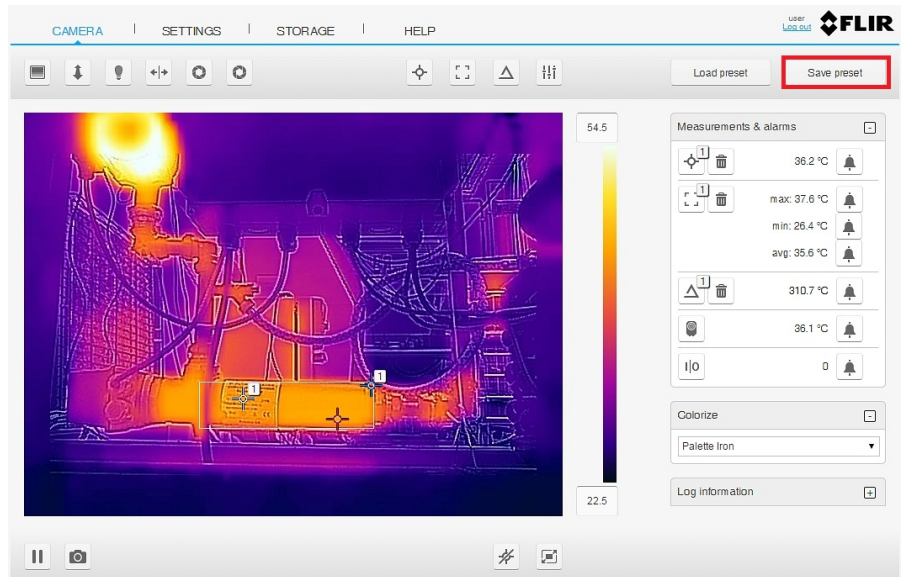 CAMERA
SETTINGS
STORAGE
HELP
user
Log out
FLIR
Load preset
Save preset
54.5
22.5
1
1
Measurements & alarms
-
1
36.2 °C
1
max: 37.6 °C
min: 26.4 °C
avg: 35.6 °C
1
310.7 °C
36.1 °C
I|O
0
Colorize
-
Palette Iron
Log information
+